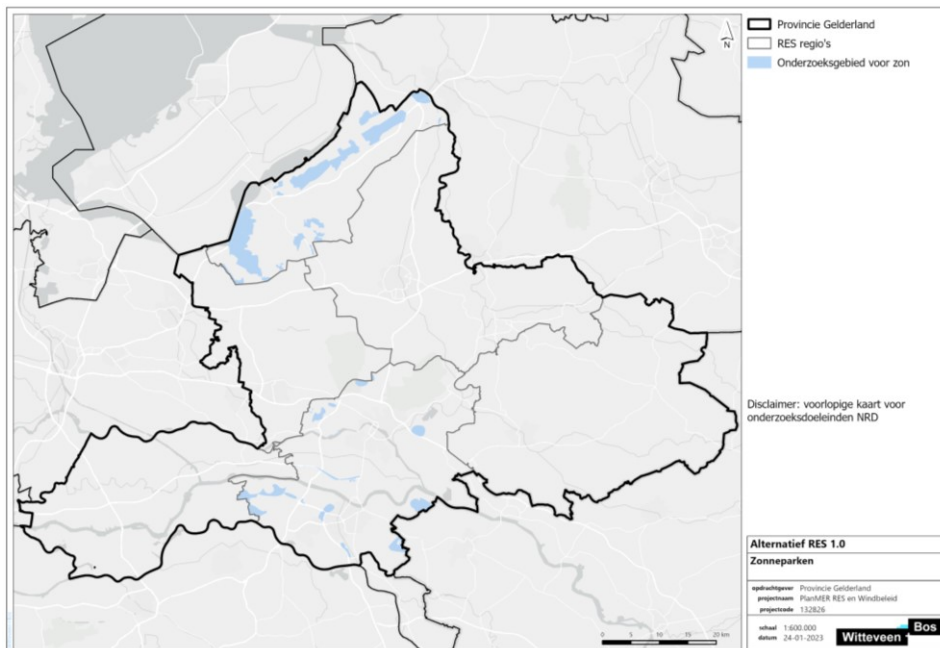 Provincie Gelderland
RES regio's
Onderzoeksgebied voor zon
N
Disclaimer: voorlopige kaart voor
onderzoeksdoeleinden NRD
Alternatief RES 1.0
Zonneparken
opdrachtgever Provincie Gelderland
projectnaam PlanMER RES en Windbeleid
projectcode 132826
schaal 1:600.000
datum 24-01-2023
Witteveen + Bos
0 5 10 15 20 km